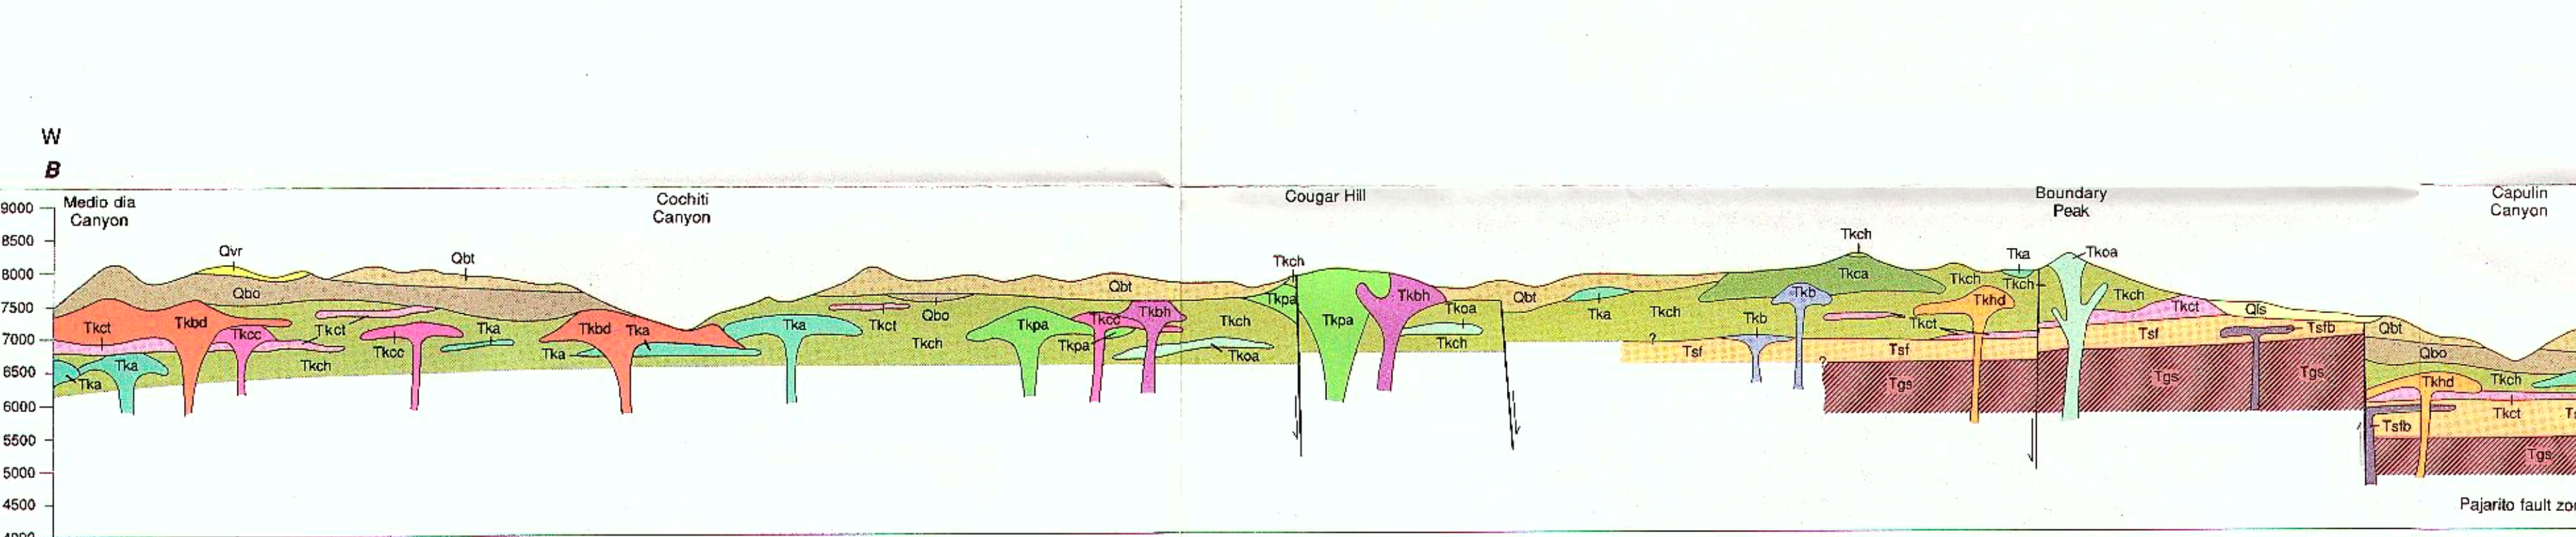 W
B
9000
8500
8000
7500
7000
6500
6000
5500
5000
4500
Medio dia
Canyon
Cochiti
Canyon
Cougar Hill
Boundary
Peak
Capulin
Canyon
Qvr
Qbt
Qbo
Tkct
Tkbd
Tkcc
Tkct
Tka
Tka
Tkch
Tkcc
Tka
Tka
Tkbd
Tka
Tka
Tkct
Qbo
Tkch
Tkpa
Tkpa
Tkcc
Tkbh
Qbt
Tkch
Tkoa
Tkch
Tkpa
Tkpa
Tkbh
Tkoa
Tkch
Qbt
Tka
Tkch
?
Tsf
Tkb
Tkb
Tkch
Tkca
Tkch
Tkhd
Tkct
Tsf
?
Tgs
Tka
Tkch
Tkoa
Tkch
Tkct
Qls
Tsf
Tsfb
Tgs
Tgs
Qbt
Qbo
Tkhd
Tkch
Tkct
Tsfb
Tgs
Pajarito fault